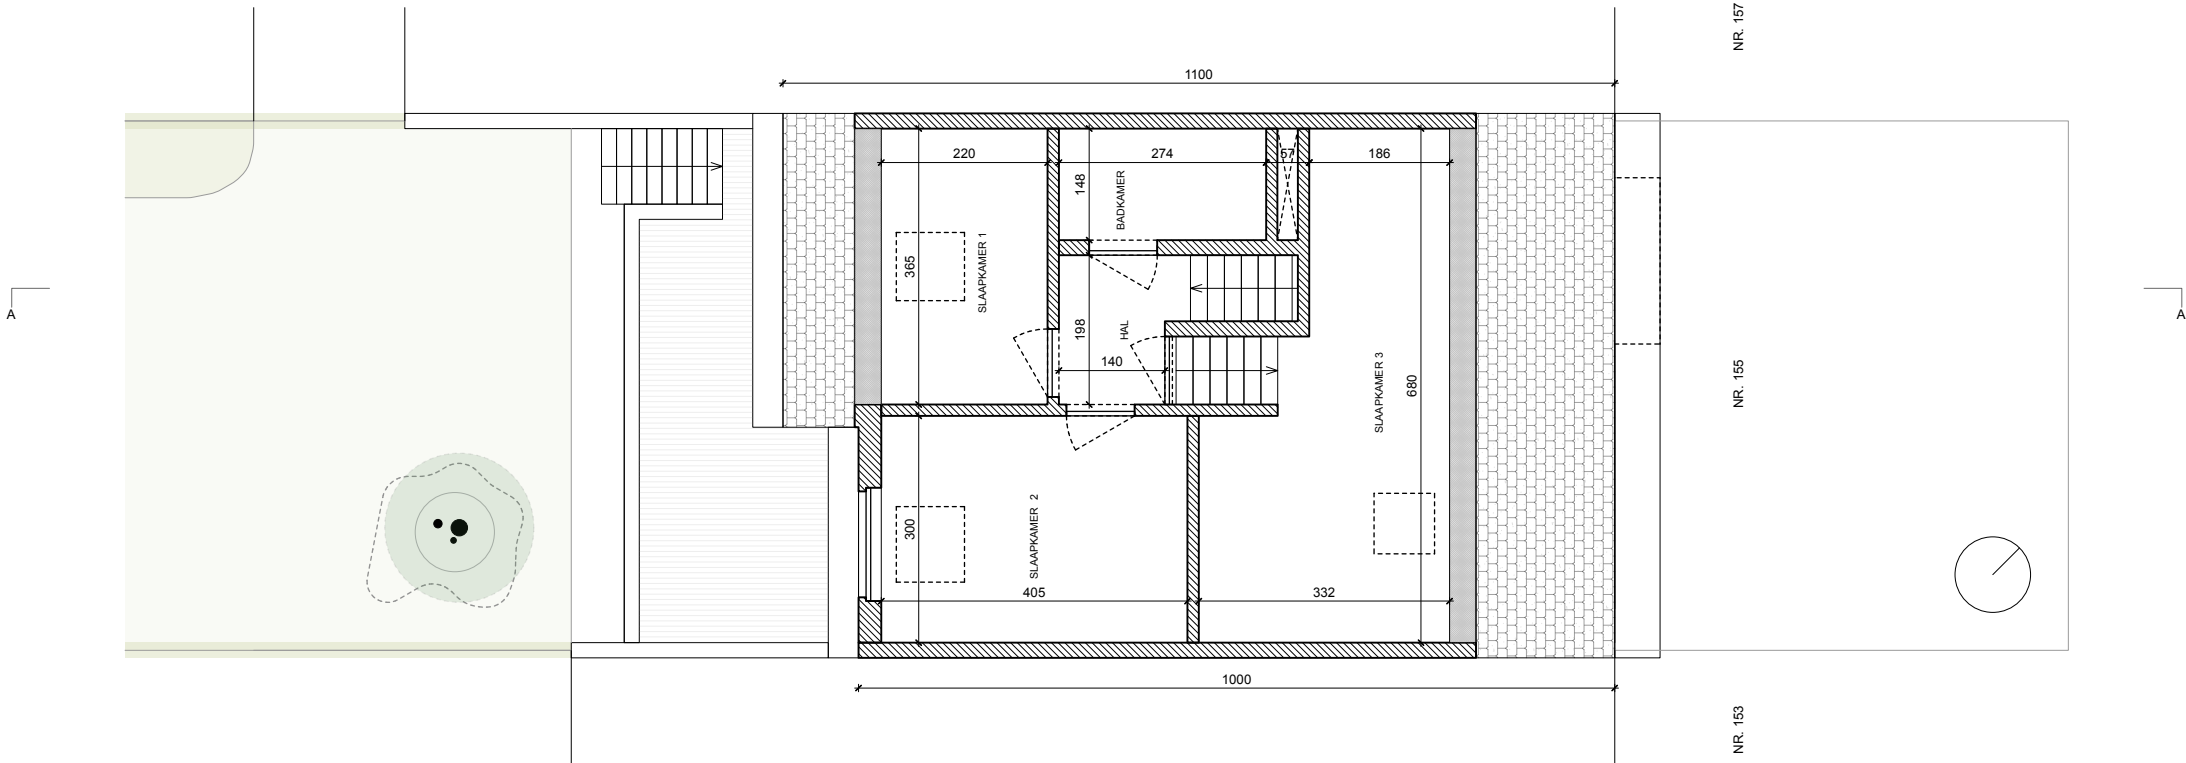 NR. 157
1100
220
274
57
186
148
BADKAMER
SLAAPKAMER 1
365
A
A
198
HAL
140
SLAAPKAMER 3
680
NR. 155
300
SLAAPKAMER 2
405
332
1000
NR. 153